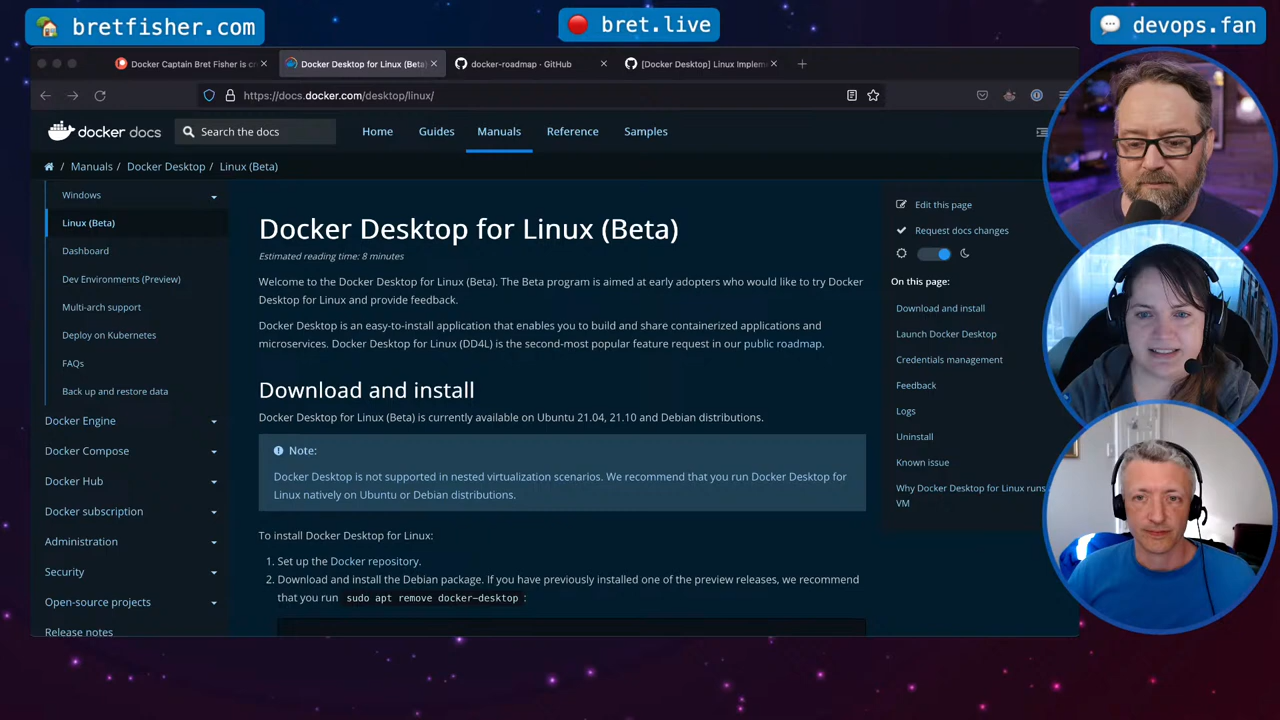 bretfisher.com
bret.live
devops.fan
Docker Captain Bret Fisher is c
Docker Desktop for Linux (Beta)
docker-roadmap · GitHub
[Docker Desktop] Linux Implem
https://docs.docker.com/desktop/linux/
docker docs
Search the docs
Home
Guides
Manuals
Reference
Samples
Manuals / Docker Desktop / Linux (Beta)
Windows
Linux (Beta)
Dashboard
Dev Environments (Preview)
Multi-arch support
Deploy on Kubernetes
FAQs
Back up and restore data
Docker Engine
Docker Compose
Docker Hub
Docker subscription
Administration
Security
Open-source projects
Release notes
Docker Desktop for Linux (Beta)
Estimated reading time: 8 minutes
Welcome to the Docker Desktop for Linux (Beta). The Beta program is aimed at early adopters who would like to try Docker
Desktop for Linux and provide feedback.
Docker Desktop is an easy-to-install application that enables you to build and share containerized applications and
microservices. Docker Desktop for Linux (DD4L) is the second-most popular feature request in our public roadmap.
Download and install
Docker Desktop for Linux (Beta) is currently available on Ubuntu 21.04, 21.10 and Debian distributions.
Note:
Docker Desktop is not supported in nested virtualization scenarios. We recommend that you run Docker Desktop for
Linux natively on Ubuntu or Debian distributions.
To install Docker Desktop for Linux:
1. Set up the Docker repository.
2. Download and install the Debian package. If you have previously installed one of the preview releases, we recommend
that you run sudo apt remove docker-desktop :
Edit this page
Request docs changes
On this page:
Download and install
Launch Docker Desktop
Credentials management
Feedback
Logs
Uninstall
Known issue
Why Docker Desktop for Linux runs
VM